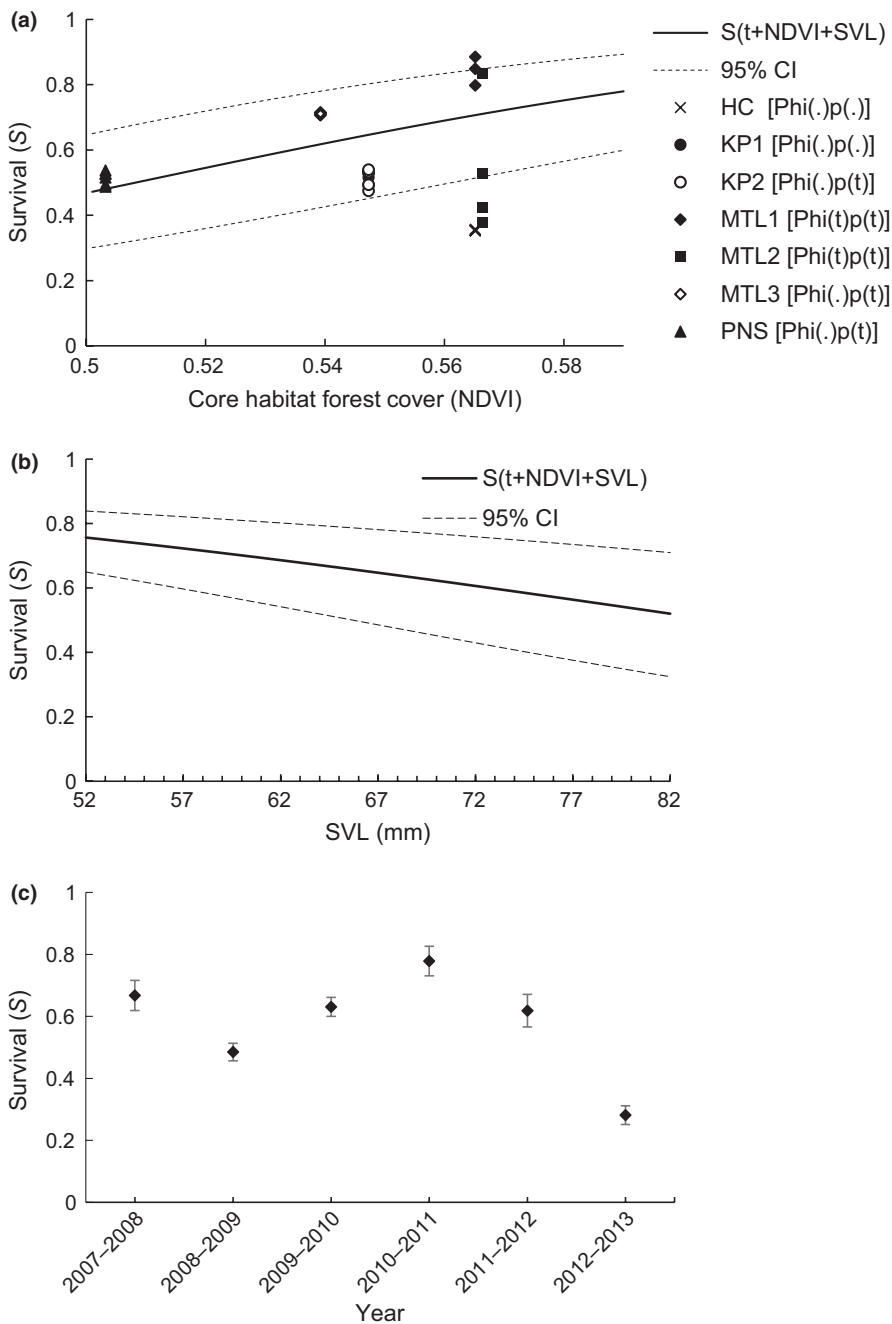 (a)
1
0.8
0.6
0.4
0.2
0
Survival (S)
0.5 0.52 0.54 0.56 0.58
Core habitat forest cover (NDVI)
S(t+NDVI+SVL)
95% CI
HC [Phi(.)p(.)]
KP1 [Phi(.)p(.)]
KP2 [Phi(.)p(t)]
MTL1 [Phi(t)p(t)]
MTL2 [Phi(t)p(t)]
MTL3 [Phi(.)p(t)]
PNS [Phi(.)p(t)]
(b)
1
0.8
0.6
0.4
0.2
0
Survival (S)
S(t+NDVI+SVL)
95% CI
52 57 62 67 72 77 82
SVL (mm)
(c)
1
0.8
0.6
0.4
0.2
0
Survival (S)
2007–2008
2008–2009
2009–2010
2010–2011
2011–2012
2012–2013
Year